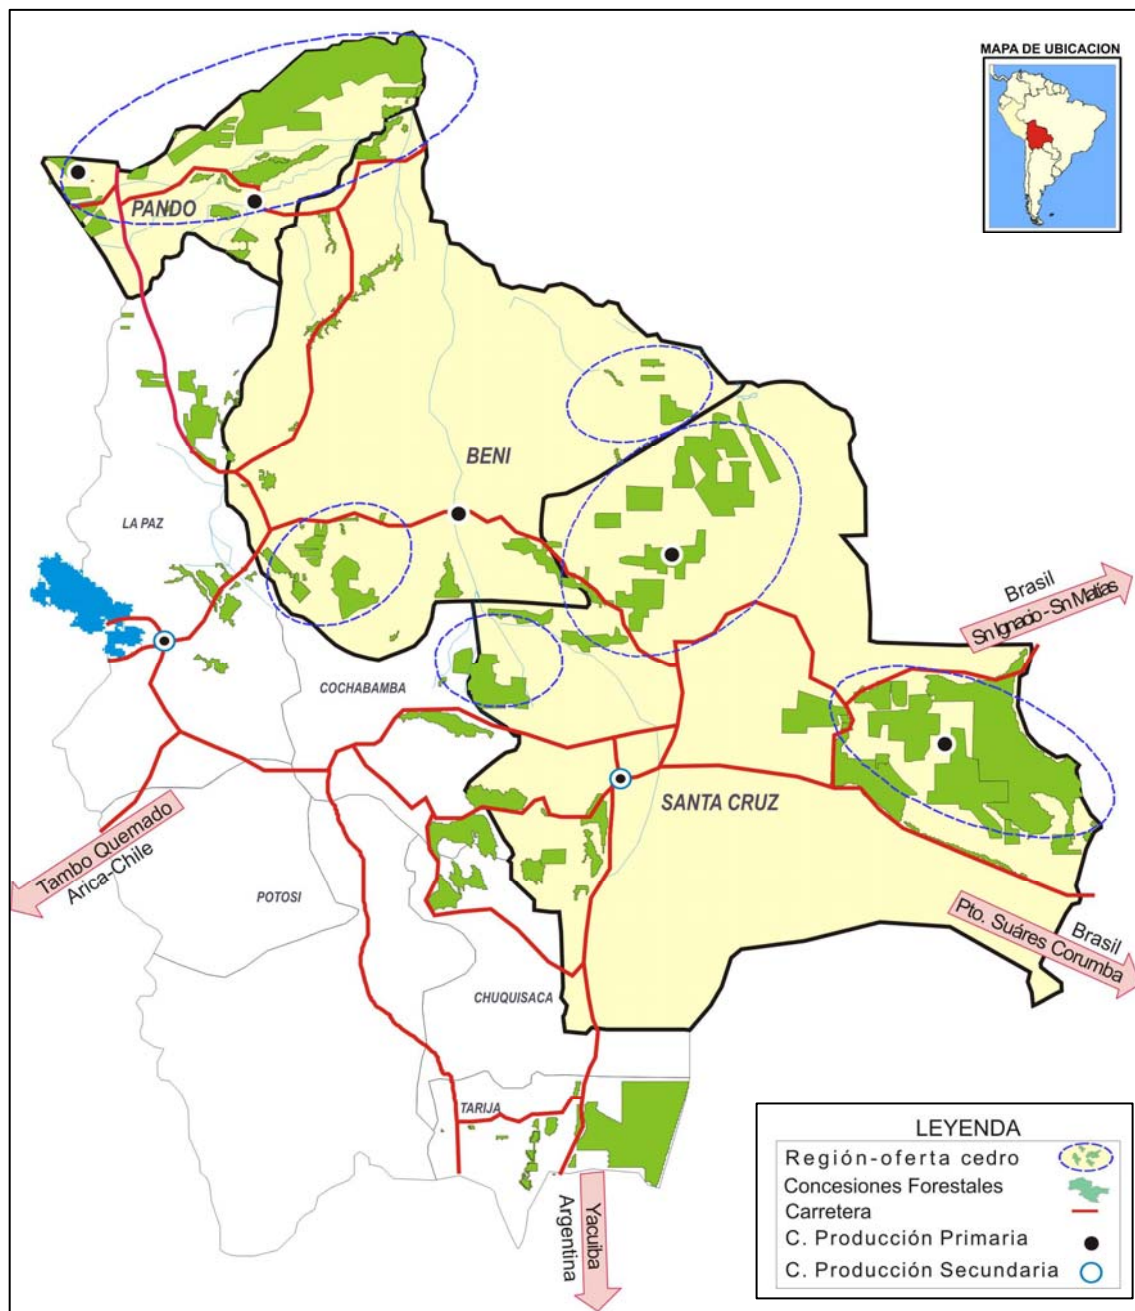 MAPA DE UBICACION
PANDO
BENI
LA PAZ
Brasil
Sn Ignacio - Sn Matías
COCHABAMBA
SANTA CRUZ
Tambo Quemado
Arica-Chile
POTOSI
Brasil
Pto. Suáres Corumba
CHUQUISACA
TARIJA
Yacuiba
Argentina
LEYENDA
Región-oferta cedro
Concesiones Forestales
Carretera
C. Producción Primaria
C. Producción Secundaria